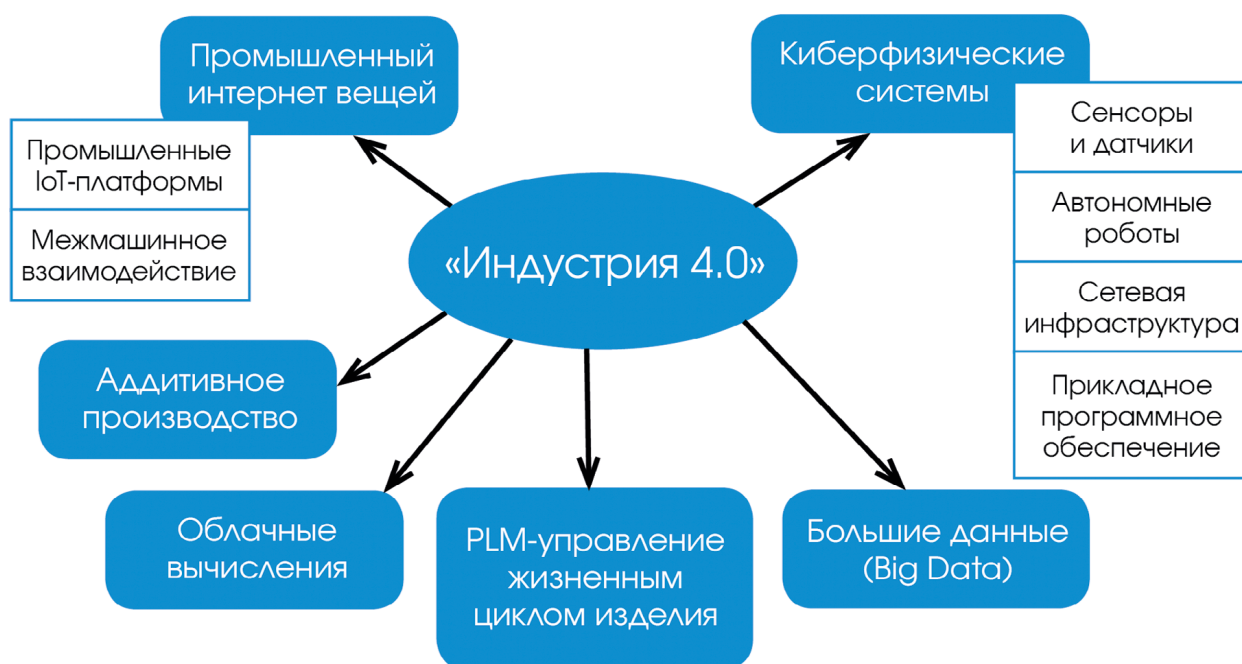 Промышленный
интернет вещей
Промышленные
IoT-платформы
Межмашинное
взаимодействие
Киберфизические
системы
Сенсоры
и датчики
Автономные
роботы
Сетевая
инфраструктура
Прикладное
программное
обеспечение
«Индустрия 4.0»
Аддитивное
производство
Облачные
вычисления
PLM-управление
жизненным
циклом изделия
Большие данные
(Big Data)